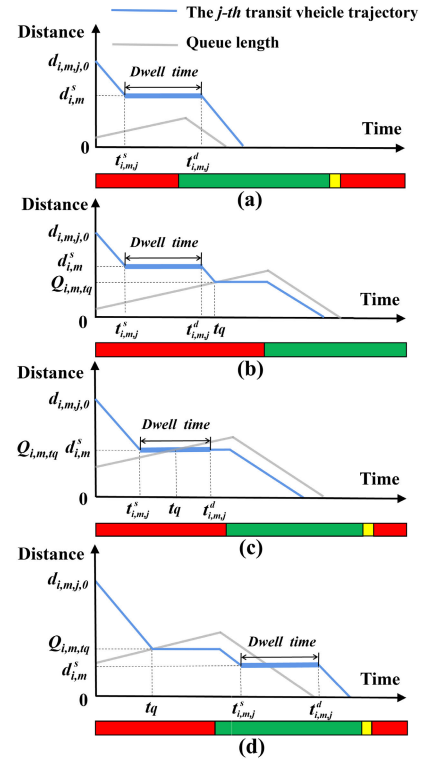 The j-th transit vheicle trajectory
Queue length
Distance
d_{i,m,j,0}
Dwell time
d^s_{i,m}
Time
0
t^s_{i,m,j} t^d_{i,m,j}
(a)
Distance
d_{i,m,j,0}
Dwell time
d^s_{i,m}
Q_{i,m,tq}
Time
0
t^s_{i,m,j} t^d_{i,m,j} tq
(b)
Distance
d_{i,m,j,0}
Dwell time
Q_{i,m,tq} d^s_{i,m}
Time
0
t^s_{i,m,j} tq t^d_{i,m,j}
(c)
Distance
d_{i,m,j,0}
Q_{i,m,tq}
Dwell time
d^s_{i,m}
Time
0
tq t^s_{i,m,j} t^d_{i,m,j}
(d)